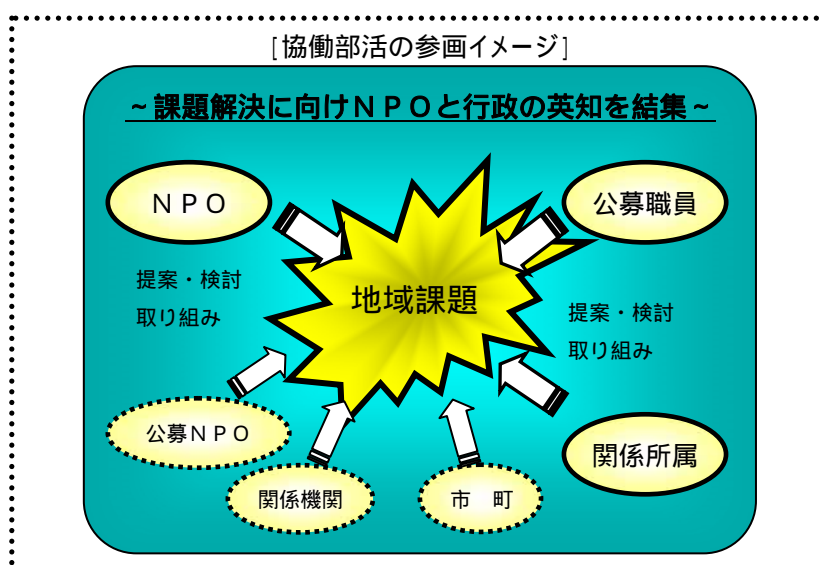 [協働部活の参画イメージ]
~課題解決に向けNPOと行政の英知を結集~
NPO
公募職員
地域課題
提案・検討
取り組み
提案・検討
取り組み
公募NPO
関係所属
関係機関
市 町